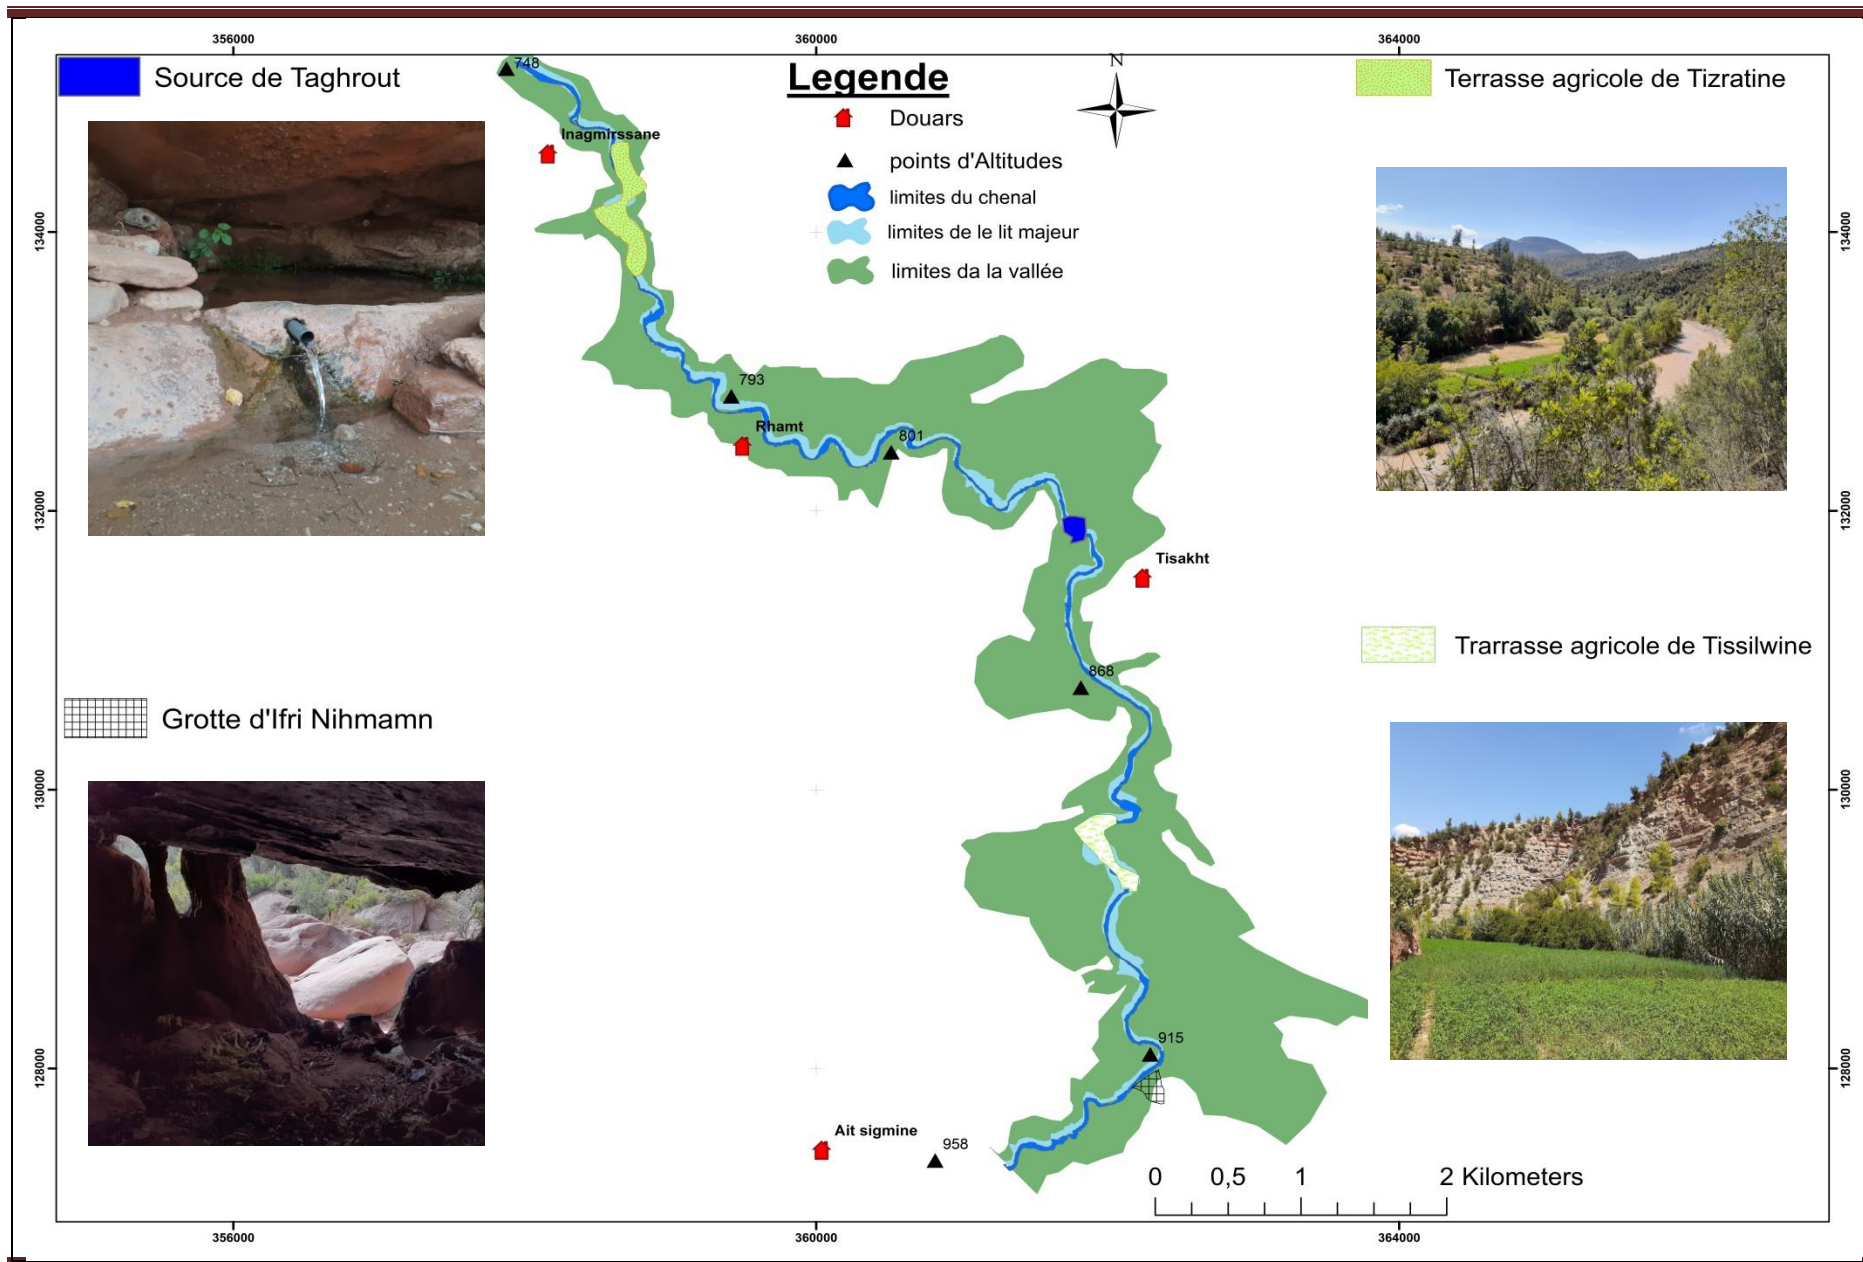 356000
360000
364000
Source de Taghrout
Legende
N
Terrasse agricole de Tizratine
Douars
points d'Altitudes
limites du chenal
limites de le lit majeur
limites da la vallée
748
Inagmirssane
134000
134000
793
Rhamt
801
132000
132000
Tisakht
868
Trarrasse agricole de Tissilwine
Grotte d'Ifri Nihmamn
130000
130000
915
128000
128000
Ait sigmine
958
0 0,5 1 2 Kilometers
356000
360000
364000